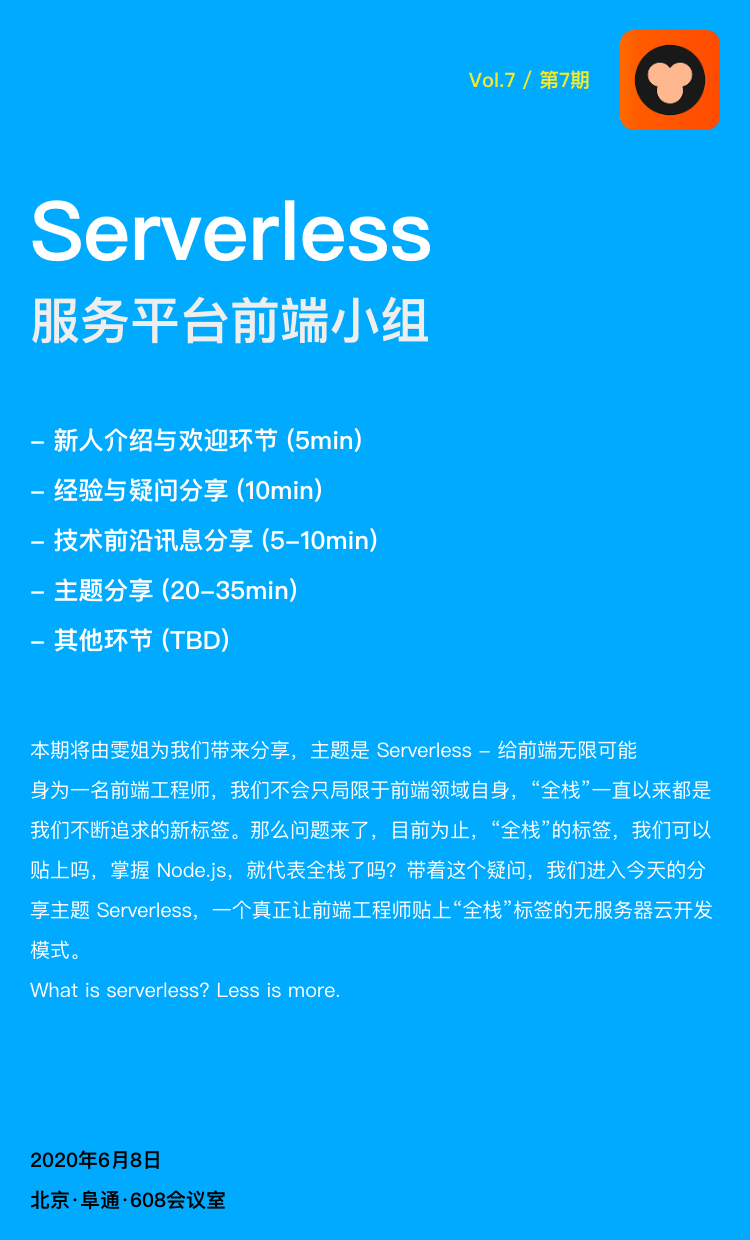 Vol.7 / 第7期
Serverless
服务平台前端小组
- 新人介绍与欢迎环节 (5min)
- 经验与疑问分享 (10min)
- 技术前沿讯息分享 (5-10min)
- 主题分享 (20-35min)
- 其他环节 (TBD)
本期将由雯姐为我们带来分享，主题是 Serverless - 给前端无限可能
身为一名前端工程师，我们不会只局限于前端领域自身，“全栈”一直以来都是
我们不断追求的新标签。那么问题来了，目前为止，“全栈”的标签，我们可以
贴上吗，掌握 Node.js，就代表全栈了吗？带着这个疑问，我们进入今天的分
享主题 Serverless，一个真正让前端工程师贴上“全栈”标签的无服务器云开发
模式。
What is serverless? Less is more.
2020年6月8日
北京·阜通·608会议室